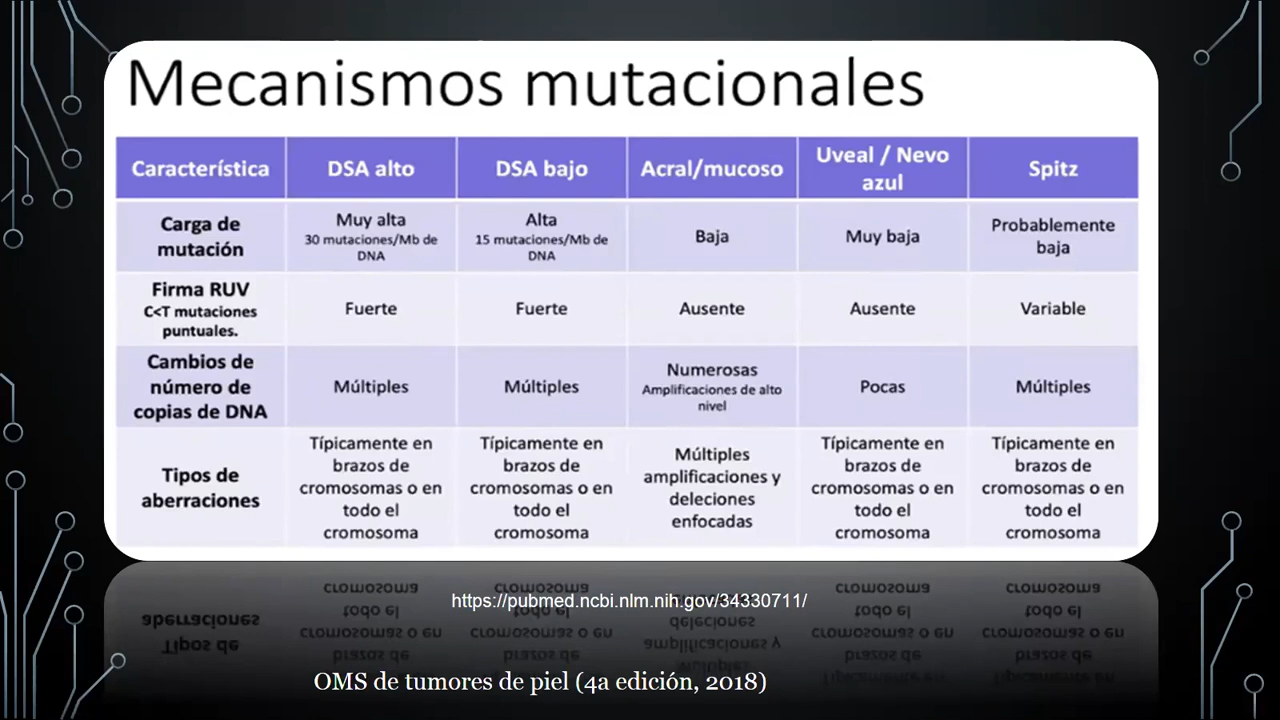 Mecanismos mutacionales
Característica
DSA alto
DSA bajo
Acral/mucoso
Uveal / Nevo
azul
Spitz
Carga de
mutación
Muy alta
30 mutaciones/Mb de
DNA
Alta
15 mutaciones/Mb de
DNA
Baja
Muy baja
Probablemente
baja
Firma RUV
C<T mutaciones
puntuales.
Fuerte
Fuerte
Ausente
Ausente
Variable
Cambios de
número de
copias de DNA
Múltiples
Múltiples
Numerosas
Amplificaciones de alto
nivel
Pocas
Múltiples
Tipos de
aberraciones
Típicamente en
brazos de
cromosomas o en
todo el
cromosoma
Típicamente en
brazos de
cromosomas o en
todo el
cromosoma
Múltiples
amplificaciones y
deleciones
enfocadas
Típicamente en
brazos de
cromosomas o en
todo el
cromosoma
Típicamente en
brazos de
cromosomas o en
todo el
cromosoma
https://pubmed.ncbi.nlm.nih.gov/34330711/
OMS de tumores de piel (4a edición, 2018)